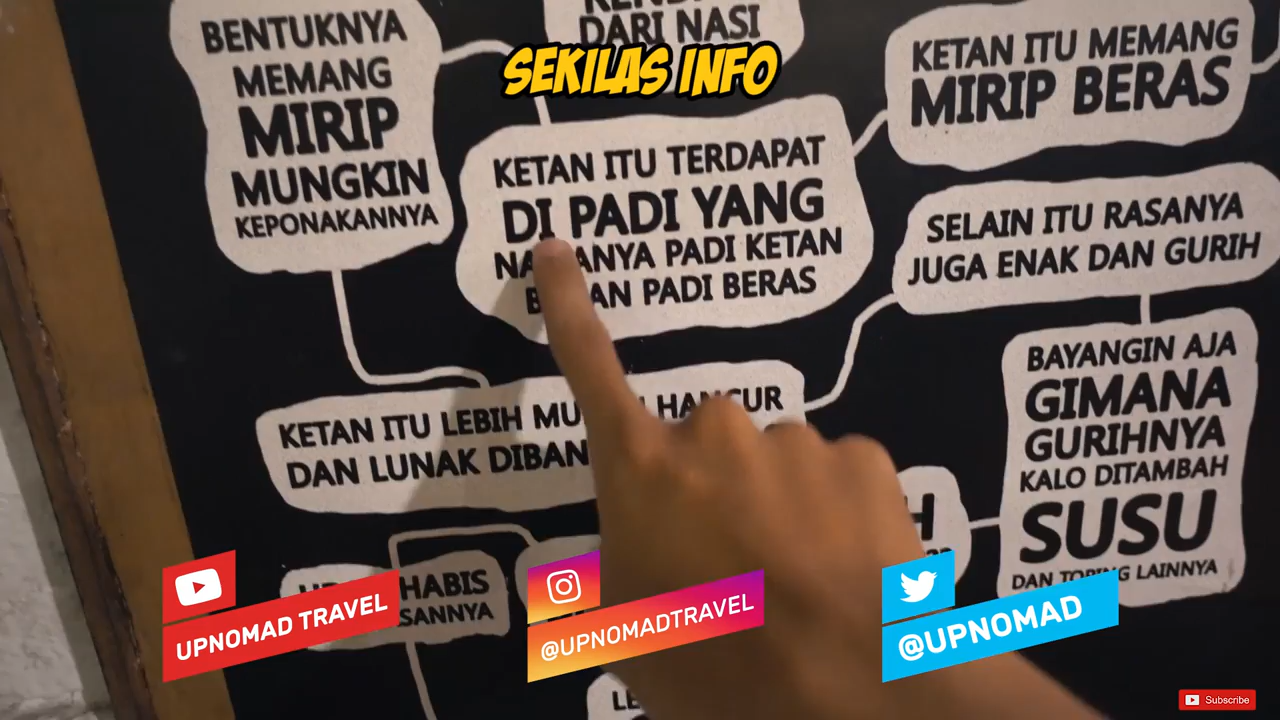 BENTUKNYA
MEMANG
MIRIP
MUNGKIN
KEPONAKANNYA
DARI NASI
SEKILAS INFO
KETAN ITU MEMANG
MIRIP BERAS
KETAN ITU TERDAPAT
DI PADI YANG
PADI KETAN
PADI BERAS
SELAIN ITU RASANYA
JUGA ENAK DAN GURIH
KETAN ITU LEBIH HANCUR
DAN LUNAK
BAYANGIN AJA
GIMANA
GURIHNYA
KALO DITAMBAH
SUSU
DAN TOPING LAINNYA
HABIS
UPNOMAD TRAVEL
@UPNOMADTRAVEL
@UPNOMAD
Subscribe